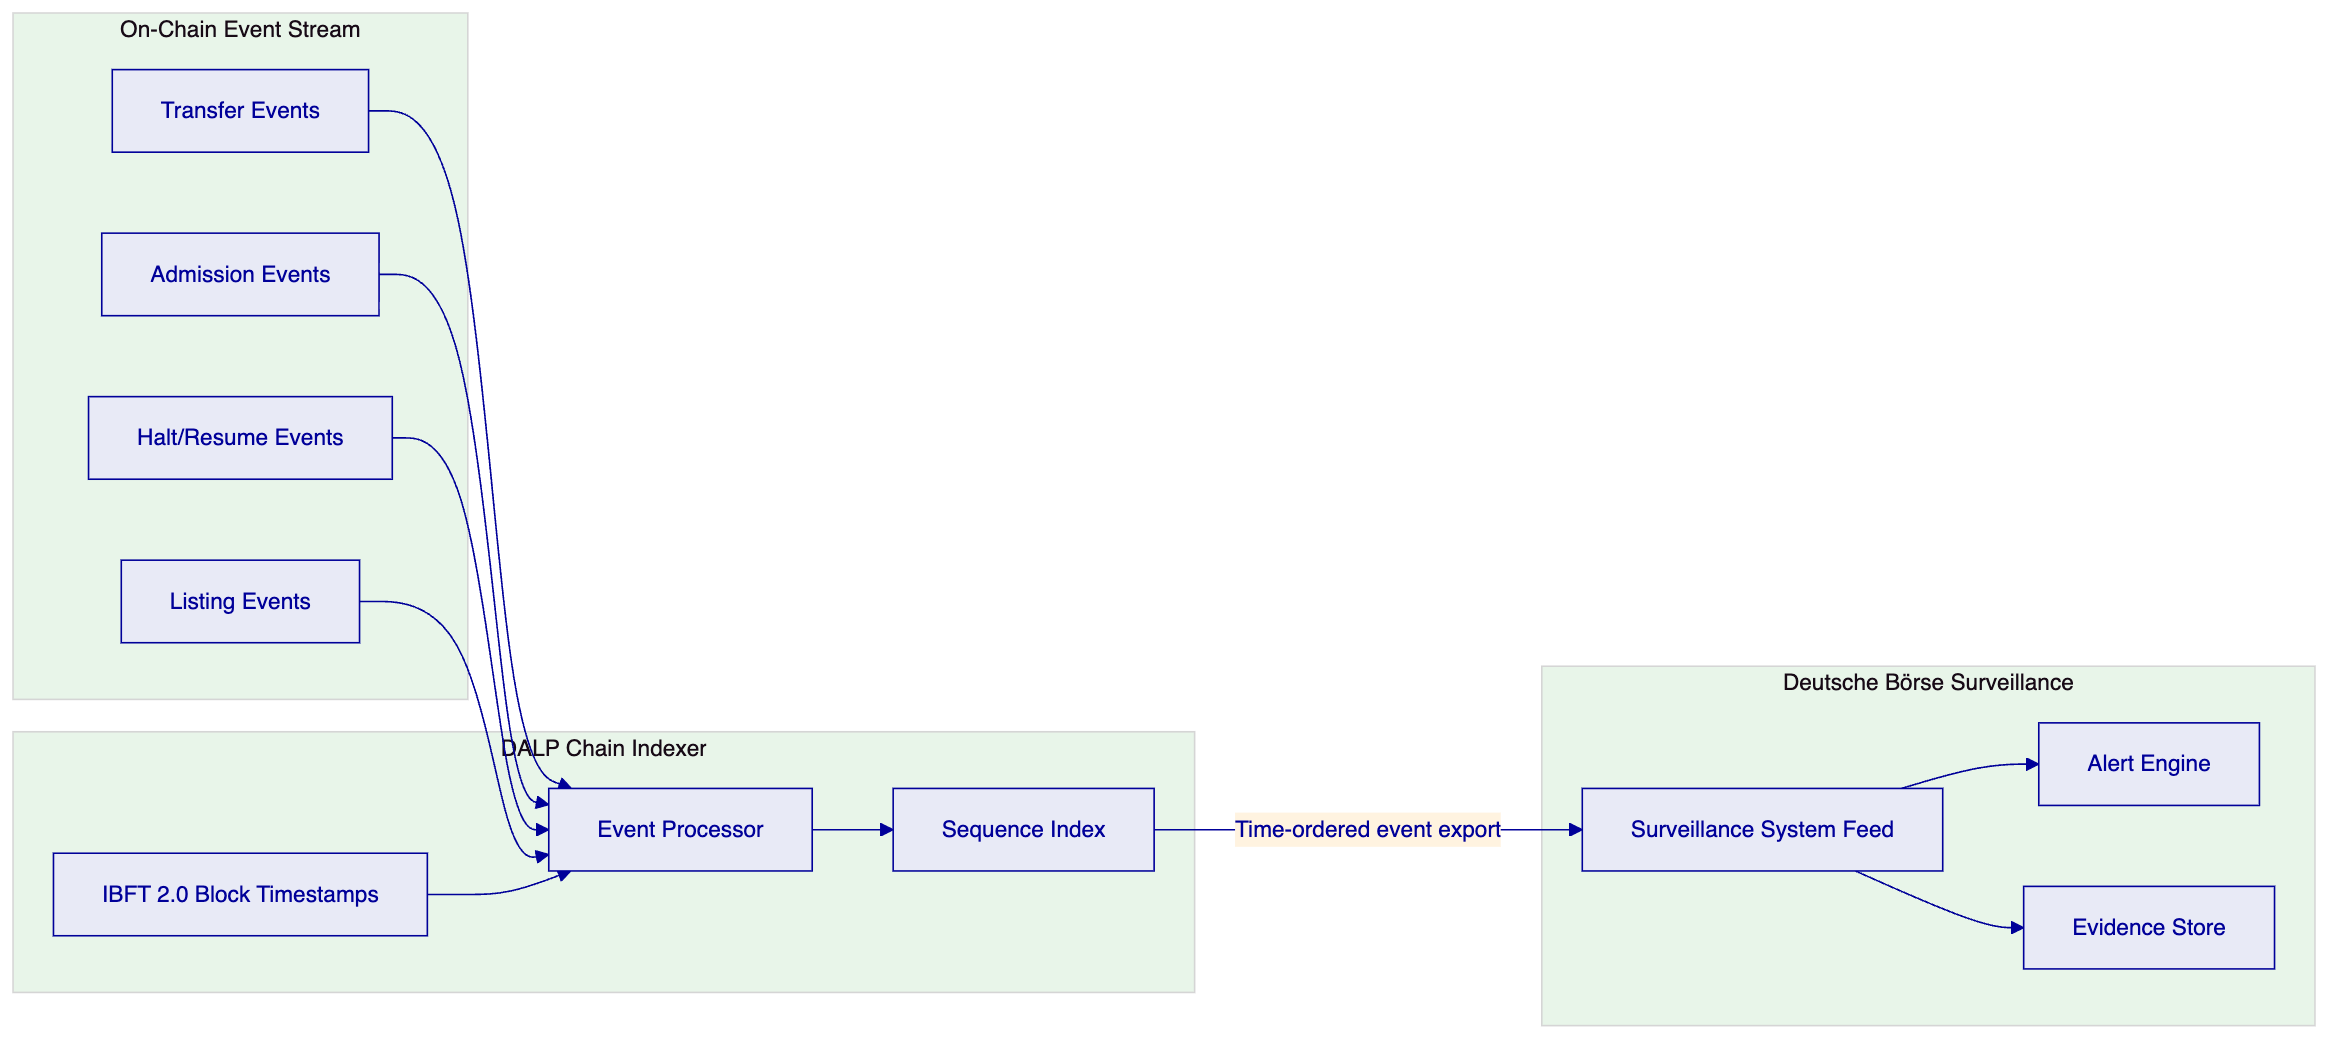 On-Chain Event Stream
Transfer Events
Admission Events
Halt/Resume Events
Listing Events
DALP Chain Indexer
IBFT 2.0 Block Timestamps
Event Processor
Sequence Index
Time-ordered event export
Deutsche Börse Surveillance
Surveillance System Feed
Alert Engine
Evidence Store